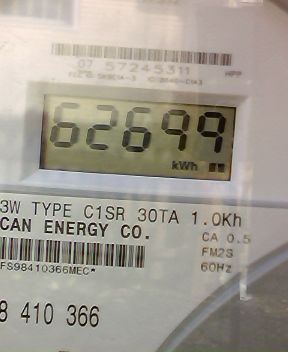 07 57245311 HPP
62699
kWh
3W TYPE C1SR 30TA 1.0Kh
CAN ENERGY CO.
CA 0.5
FM2S
60Hz
FS98410366MEC*
8 410 366